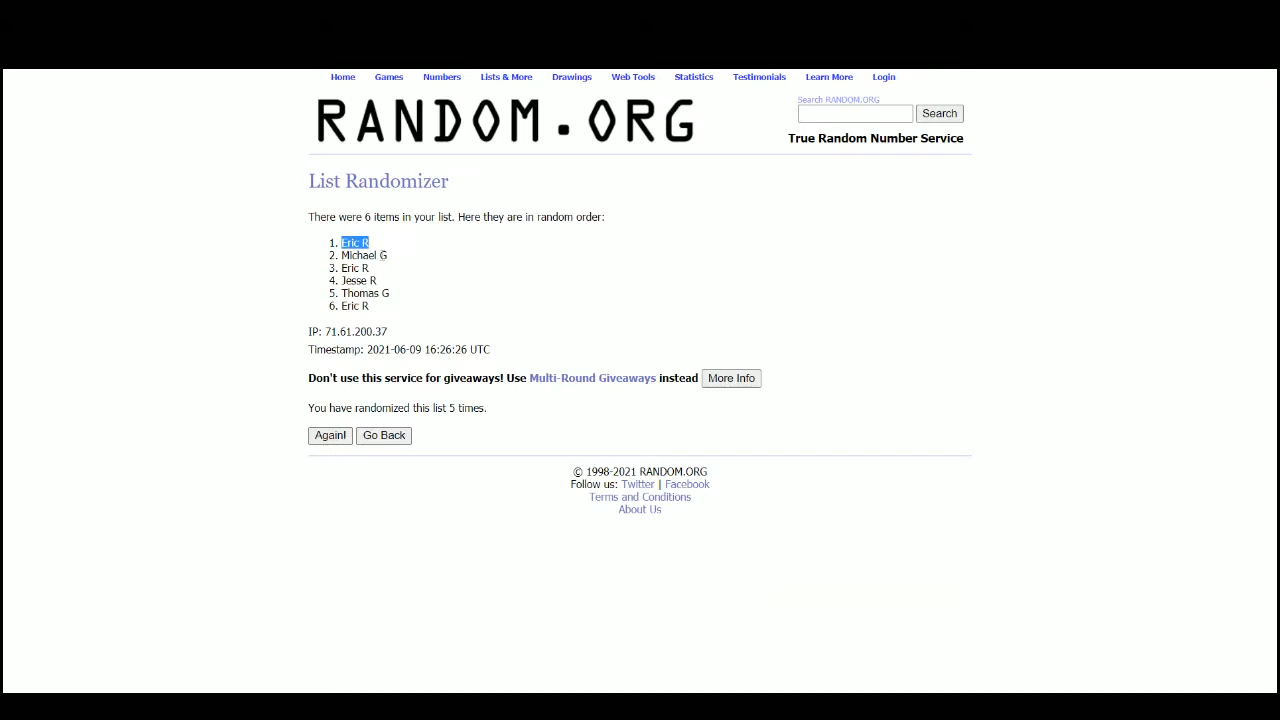 Home Games Numbers Lists & More Drawings Web Tools Statistics Testimonials Learn More Login
RANDOM.ORG
Search RANDOM.ORG
Search
True Random Number Service
List Randomizer
There were 6 items in your list. Here they are in random order:
1. Eric R
2. Michael G
3. Eric R
4. Jesse R
5. Thomas G
6. Eric R
IP: 71.61.200.37
Timestamp: 2021-06-09 16:26:26 UTC
Don't use this service for giveaways! Use Multi-Round Giveaways instead More Info
You have randomized this list 5 times.
Again! Go Back
© 1998-2021 RANDOM.ORG
Follow us: Twitter | Facebook
Terms and Conditions
About Us